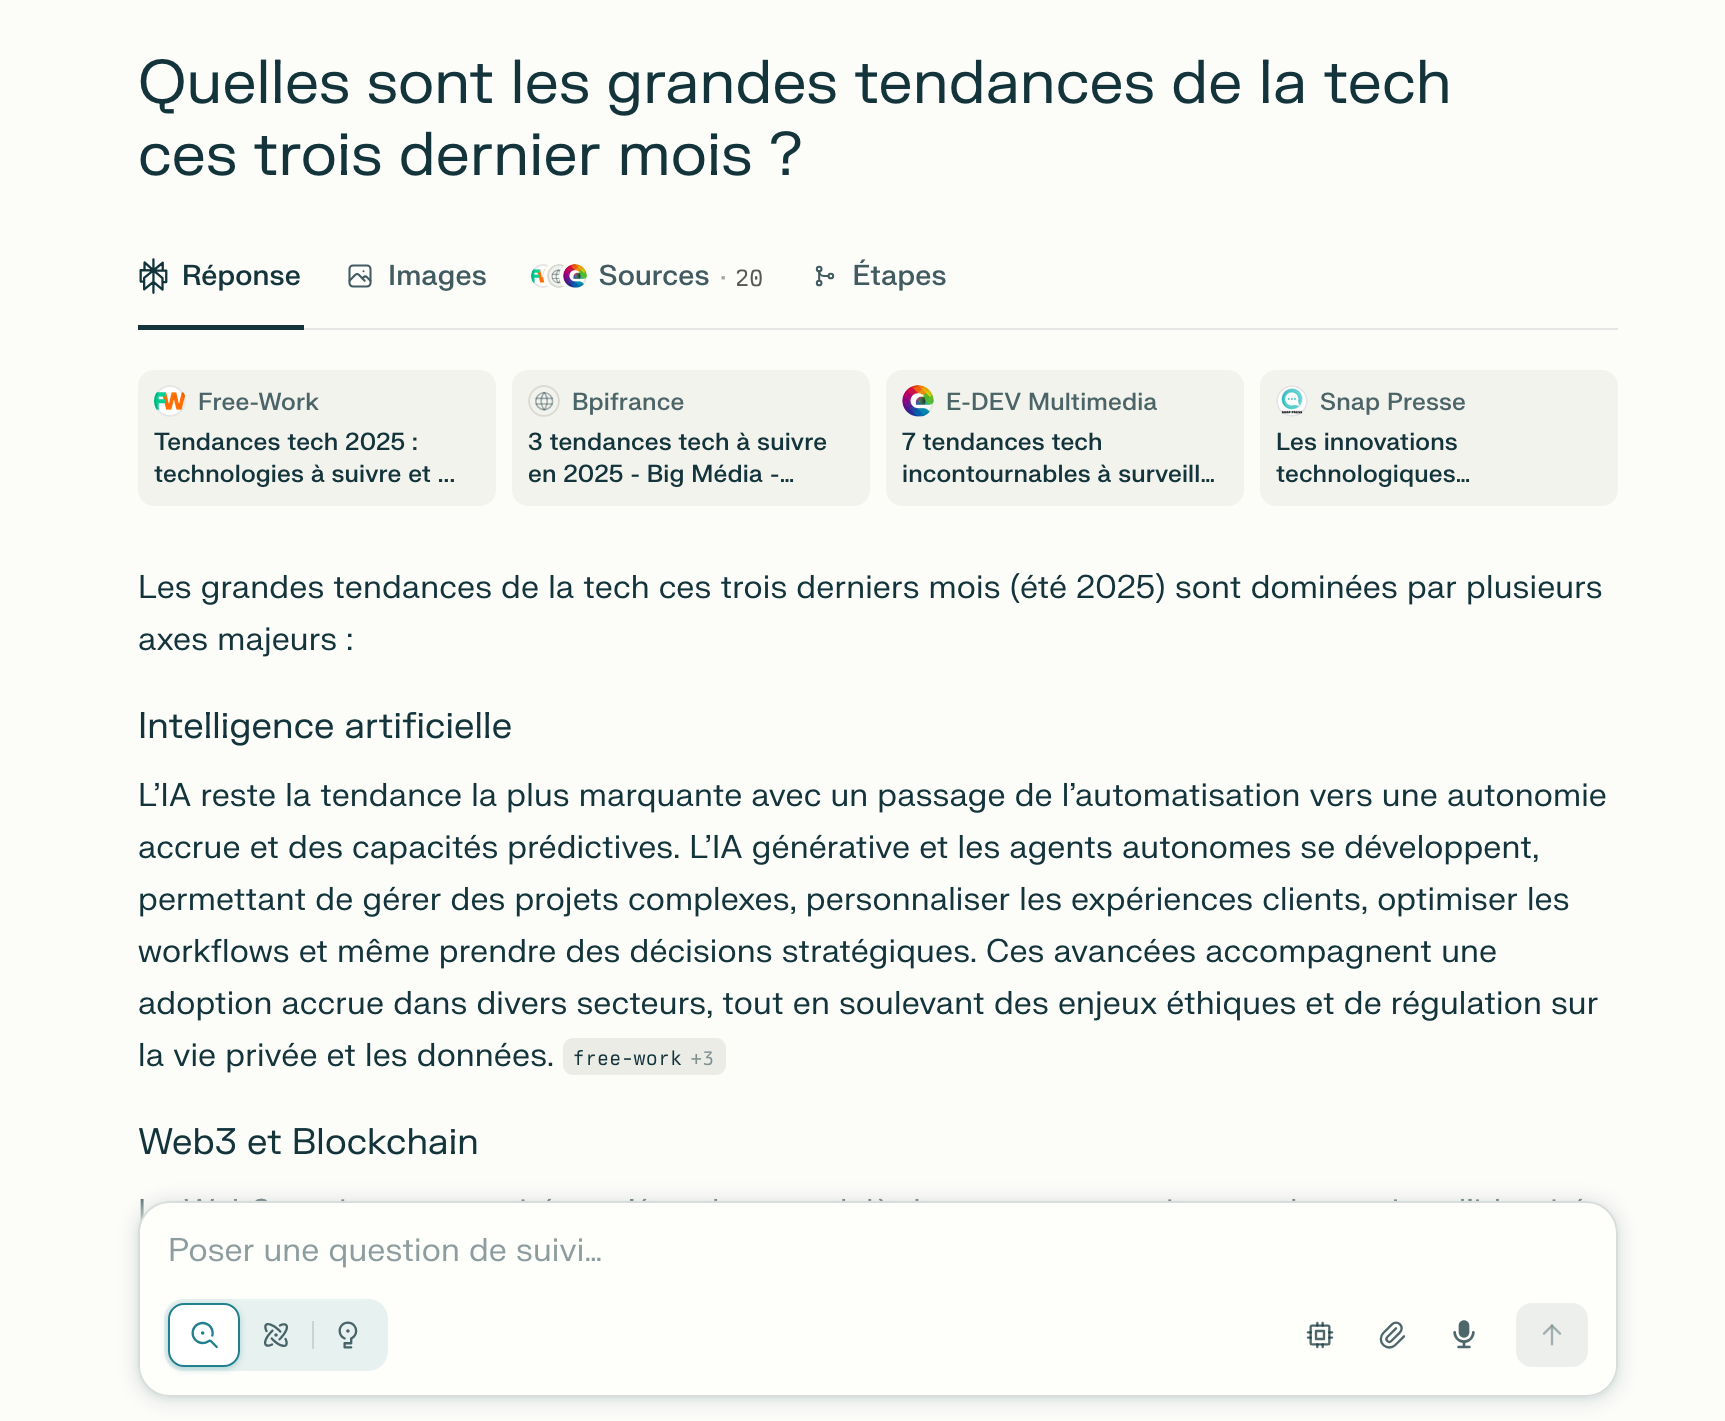 Quelles sont les grandes tendances de la tech
ces trois dernier mois ?
Réponse
Images
Sources · 20
Étapes
Free-Work
Tendances tech 2025 :
technologies à suivre et ...
Bpifrance
3 tendances tech à suivre
en 2025 - Big Média -...
E-DEV Multimedia
7 tendances tech
incontournables à surveill...
Snap Presse
Les innovations
technologiques...
Les grandes tendances de la tech ces trois derniers mois (été 2025) sont dominées par plusieurs
axes majeurs :
Intelligence artificielle
L’IA reste la tendance la plus marquante avec un passage de l’automatisation vers une autonomie
accrue et des capacités prédictives. L’IA générative et les agents autonomes se développent,
permettant de gérer des projets complexes, personnaliser les expériences clients, optimiser les
workflows et même prendre des décisions stratégiques. Ces avancées accompagnent une
adoption accrue dans divers secteurs, tout en soulevant des enjeux éthiques et de régulation sur
la vie privée et les données. free-work +3
Web3 et Blockchain
Poser une question de suivi...